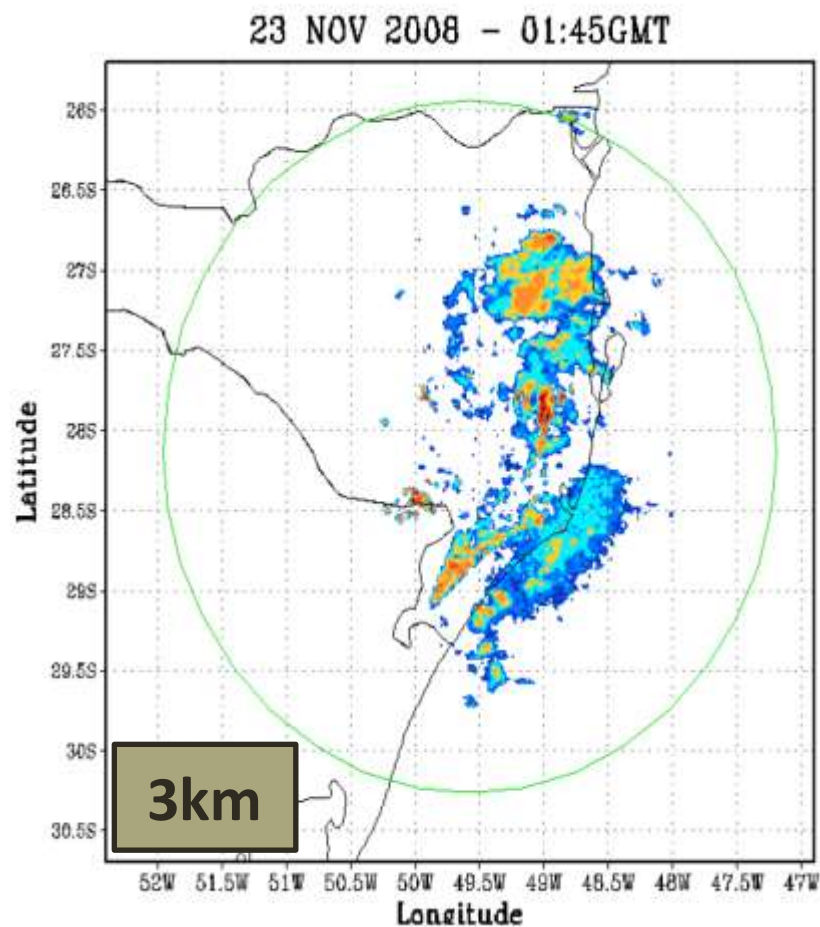 23 NOV 2008 - 01:45GMT
26S
26.5S
27S
27.5S
28S
28.5S
29S
29.5S
30S
30.5S
Latitude
3km
52W 51.5W 51W 50.5W 50W 49.5W 49W 48.5W 48W 47.5W 47W
Longitude